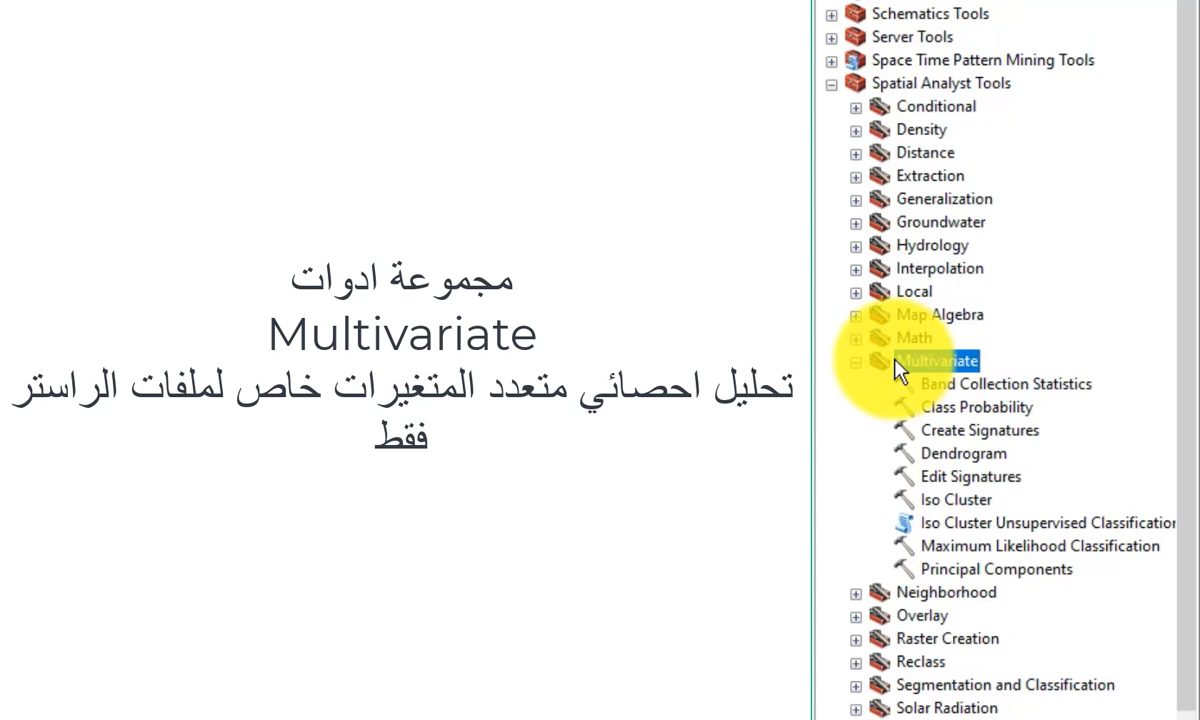 مجموعة ادوات
Multivariate
تحليل احصائي متعدد المتغيرات خاص لملفات الراستر
فقط
Schematics Tools
Server Tools
Space Time Pattern Mining Tools
Spatial Analyst Tools
Conditional
Density
Distance
Extraction
Generalization
Groundwater
Hydrology
Interpolation
Local
Map Algebra
Math
Multivariate
Band Collection Statistics
Class Probability
Create Signatures
Dendrogram
Edit Signatures
Iso Cluster
Iso Cluster Unsupervised Classification
Maximum Likelihood Classification
Principal Components
Neighborhood
Overlay
Raster Creation
Reclass
Segmentation and Classification
Solar Radiation